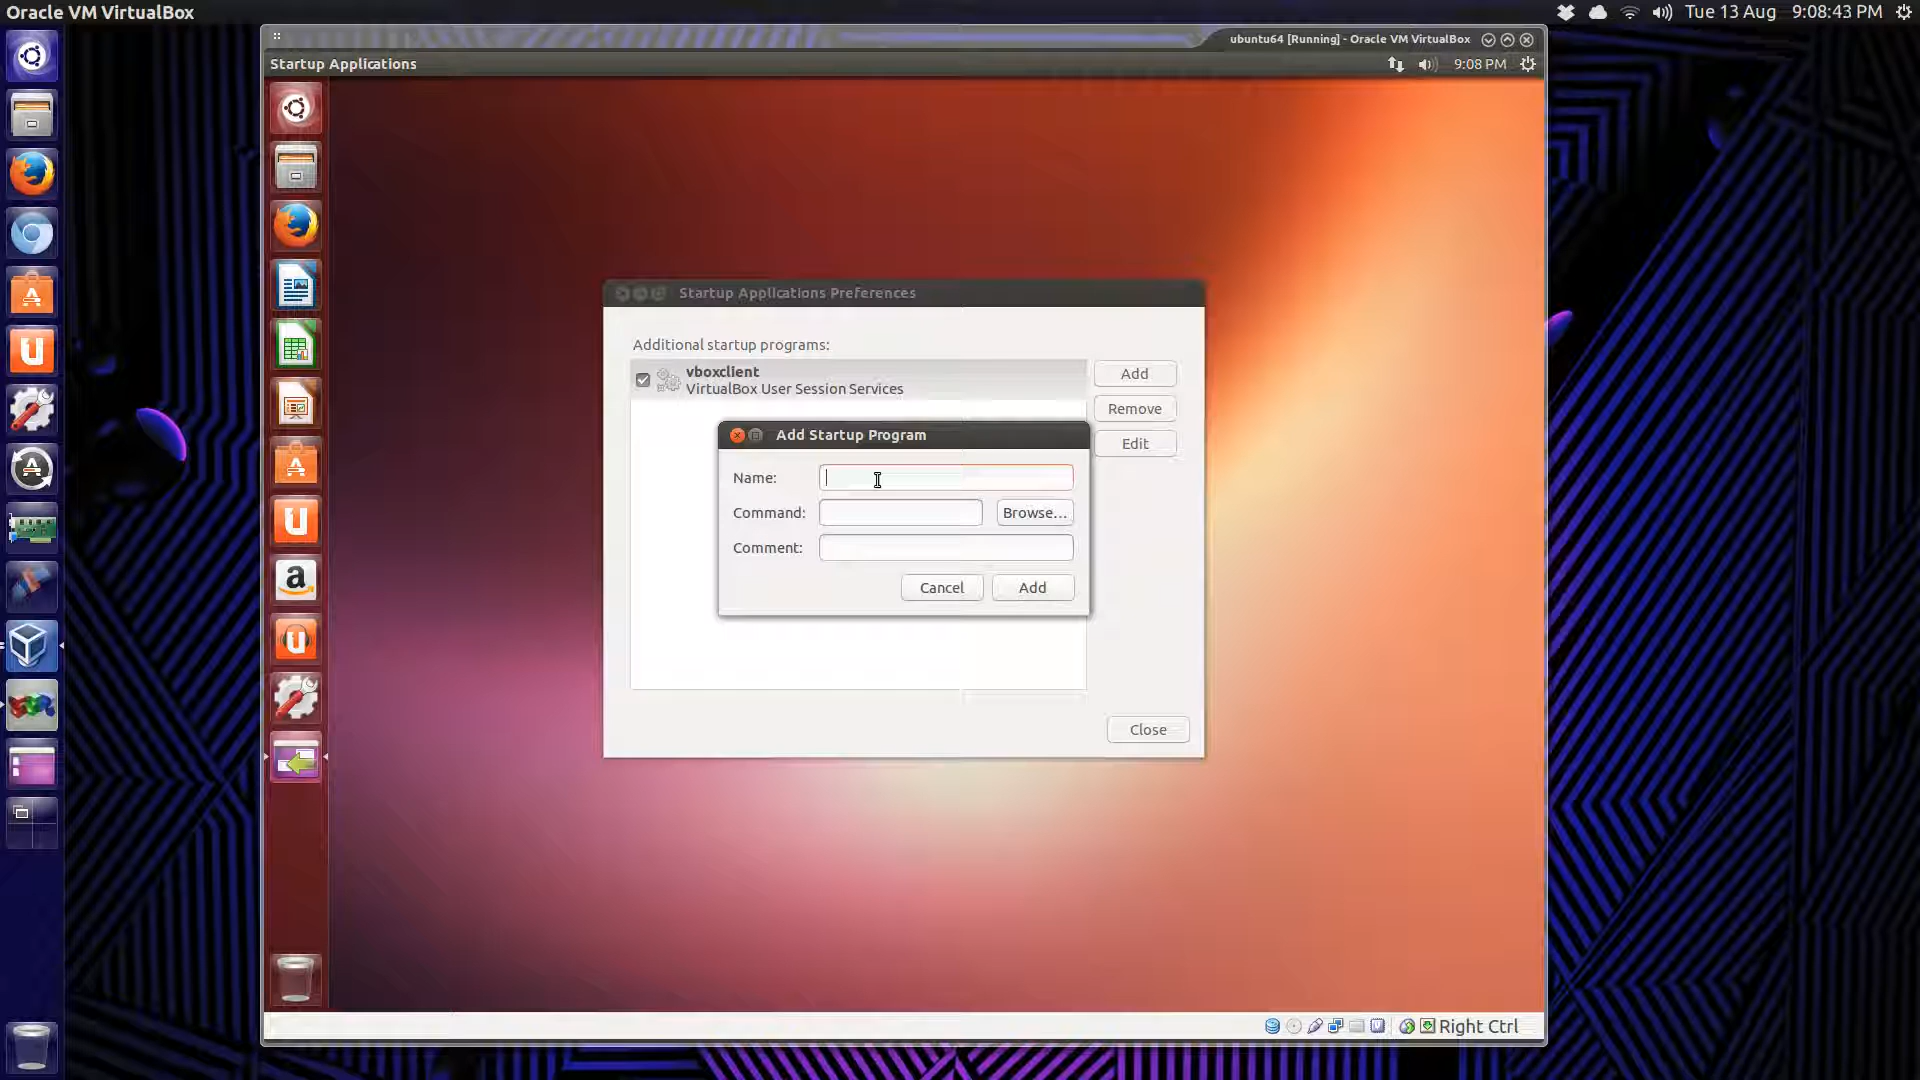 Oracle VM VirtualBox
Tue 13 Aug 9:08:43 PM
ubuntu64 [Running] - Oracle VM VirtualBox
Startup Applications
9:08 PM
Startup Applications Preferences
Additional startup programs:
vboxclient
VirtualBox User Session Services
Add
Remove
Edit
Add Startup Program
Name:
Command:
Browse...
Comment:
Cancel
Add
Close
Right Ctrl